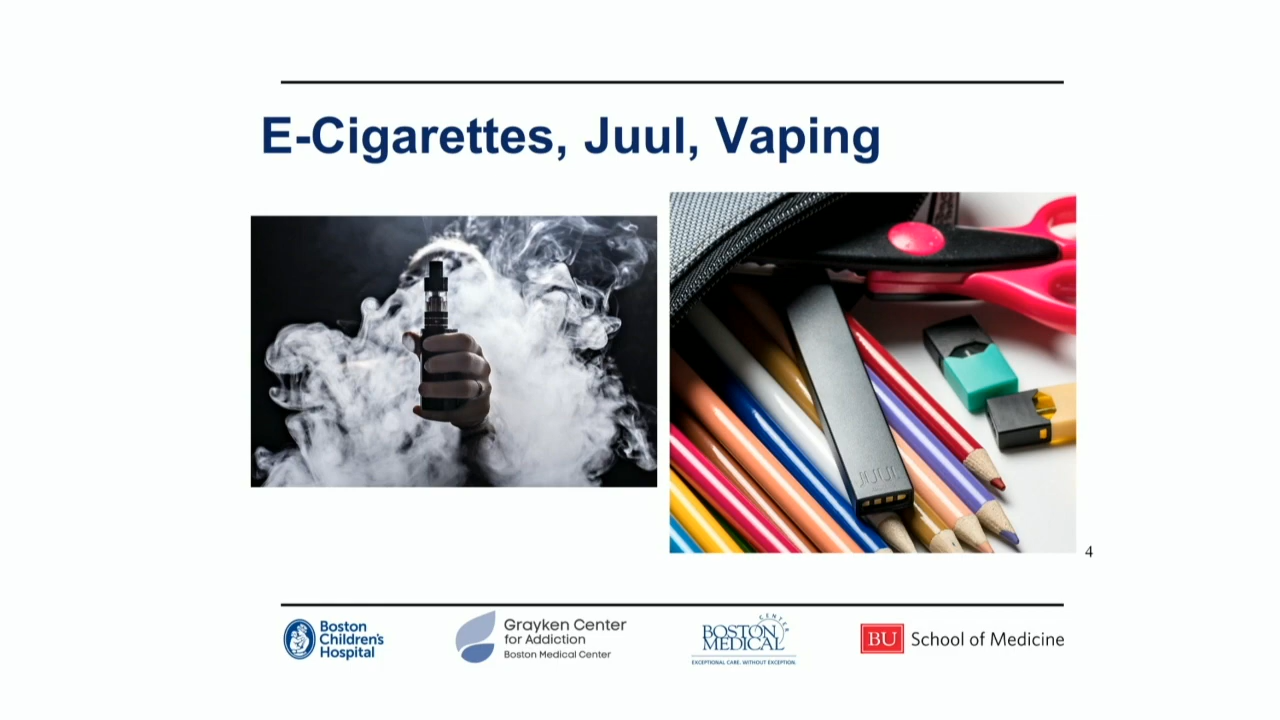 E-Cigarettes, Juul, Vaping
JUUL
4
Boston
Children's
Hospital
Grayken Center
for Addiction
Boston Medical Center
BOSTON
MEDICAL
CENTER
EXCEPTIONAL CARE. WITHOUT EXCEPTION.
BU School of Medicine